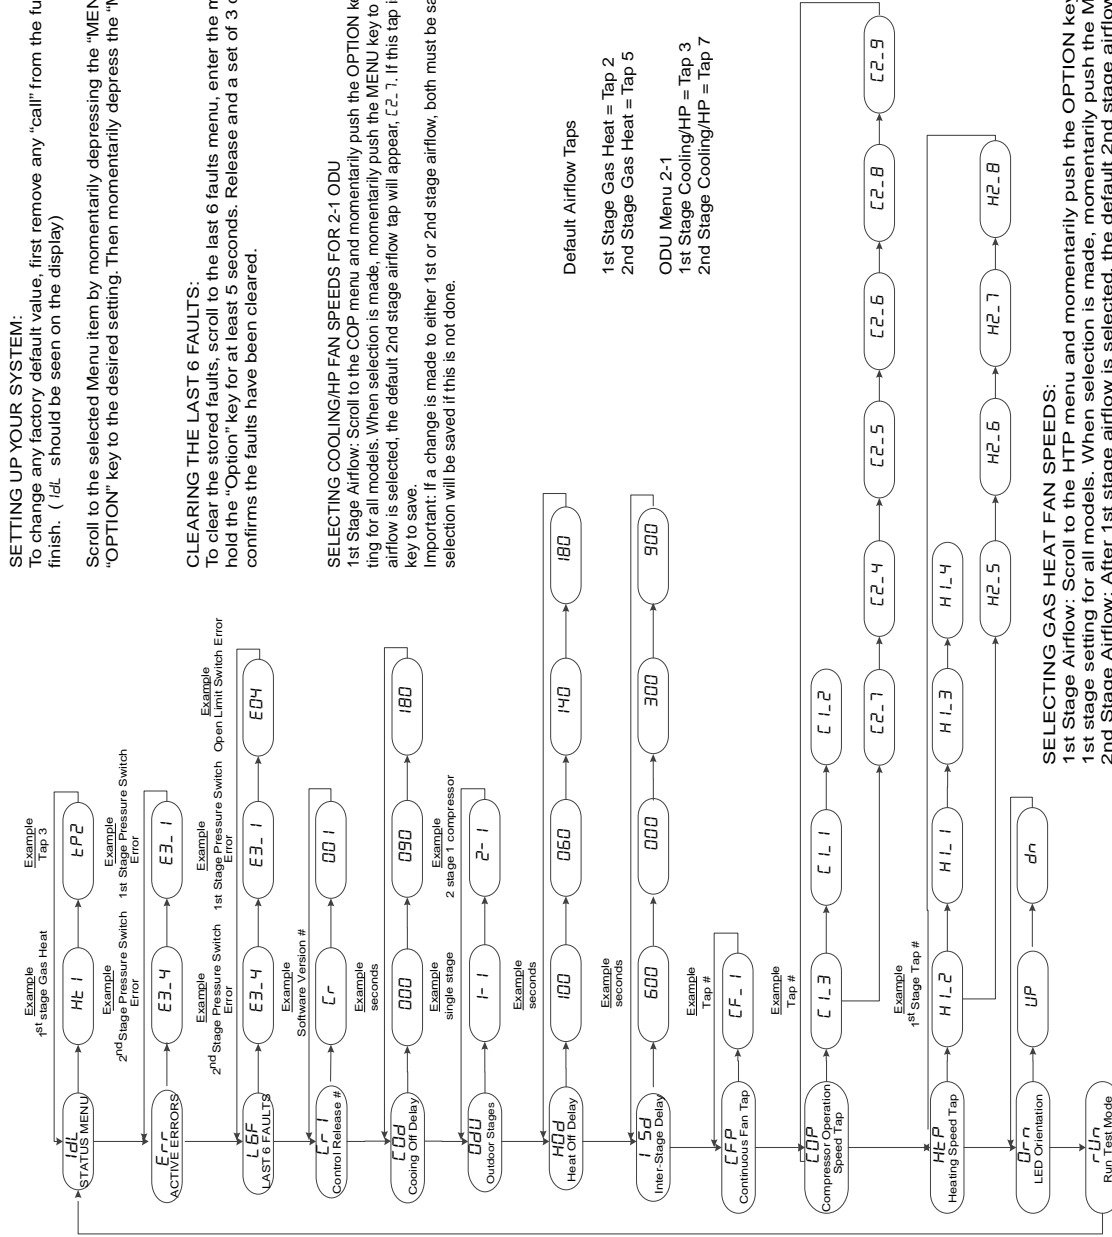 SETTING UP YOUR SYSTEM:
To change any factory default value, first remove any “call” from the fu
finish. ( IdL should be seen on the display)
Scroll to the selected Menu item by momentarily depressing the “MEN
“OPTION” key to the desired setting. Then momentarily depress the “M
CLEARING THE LAST 6 FAULTS:
To clear the stored faults, scroll to the last 6 faults menu, enter the m
hold the “Option” key for at least 5 seconds. Release and a set of 3 d
confirms the faults have been cleared.
SELECTING COOLING/HP FAN SPEEDS FOR 2-1 ODU
1st Stage Airflow: Scroll to the COP menu and momentarily push the OPTION ke
ting for all models. When selection is made, momentarily push the MENU key to
airflow is selected, the default 2nd stage airflow tap will appear, C2_7. If this tap i
key to save.
Important: If a change is made to either 1st or 2nd stage airflow, both must be sa
selection will be saved if this is not done.
Default Airflow Taps
1st Stage Gas Heat = Tap 2
2nd Stage Gas Heat = Tap 5
ODU Menu 2-1
1st Stage Cooling/HP = Tap 3
2nd Stage Cooling/HP = Tap 7
Example
1st stage Gas Heat
Example
Tap 3
IdL
STATUS MENU
Ht 1
tP2
Example
2nd Stage Pressure Switch
Error
Example
1st Stage Pressure Switch
Error
Err
ACTIVE ERRORS
E3_4
E3_1
Example
2nd Stage Pressure Switch
Error
Example
1st Stage Pressure Switch
Error
Example
Open Limit Switch Error
L6F
LAST 6 FAULTS
E3_4
E3_1
E04
Example
Software Version #
Cr 1
Control Release #
Cr
001
Example
seconds
C0d
Cooing Off Delay
000
090
180
Example
single stage
Example
2 stage 1 compressor
OdU
Outdoor Stages
1-1
2-1
Example
seconds
H0d
Heat Off Delay
100
060
140
180
Example
seconds
I Sd
Inter-Stage Delay
600
000
300
900
Example
Tap #
CFP
Continuous Fan Tap
CF_1
Example
Tap #
C0P
Compressor Operation
Speed Tap
C1_3
C1_1
C1_2
C2_7
C2_4
C2_5
C2_6
C2_8
C2_9
Example
1st Stage Tap #
HtP
Heating Speed Tap
H1_2
H1_1
H1_3
H1_4
H2_5
H2_6
H2_7
H2_8
Orn
LED Orientation
UP
dn
rUn
Run Test Mode
SELECTING GAS HEAT FAN SPEEDS:
1st Stage Airflow: Scroll to the HTP menu and momentarily push the OPTION key
1st stage setting for all models. When selection is made, momentarily push the M
2nd Stage Airflow: After 1st stage airflow is selected, the default 2nd stage airflow